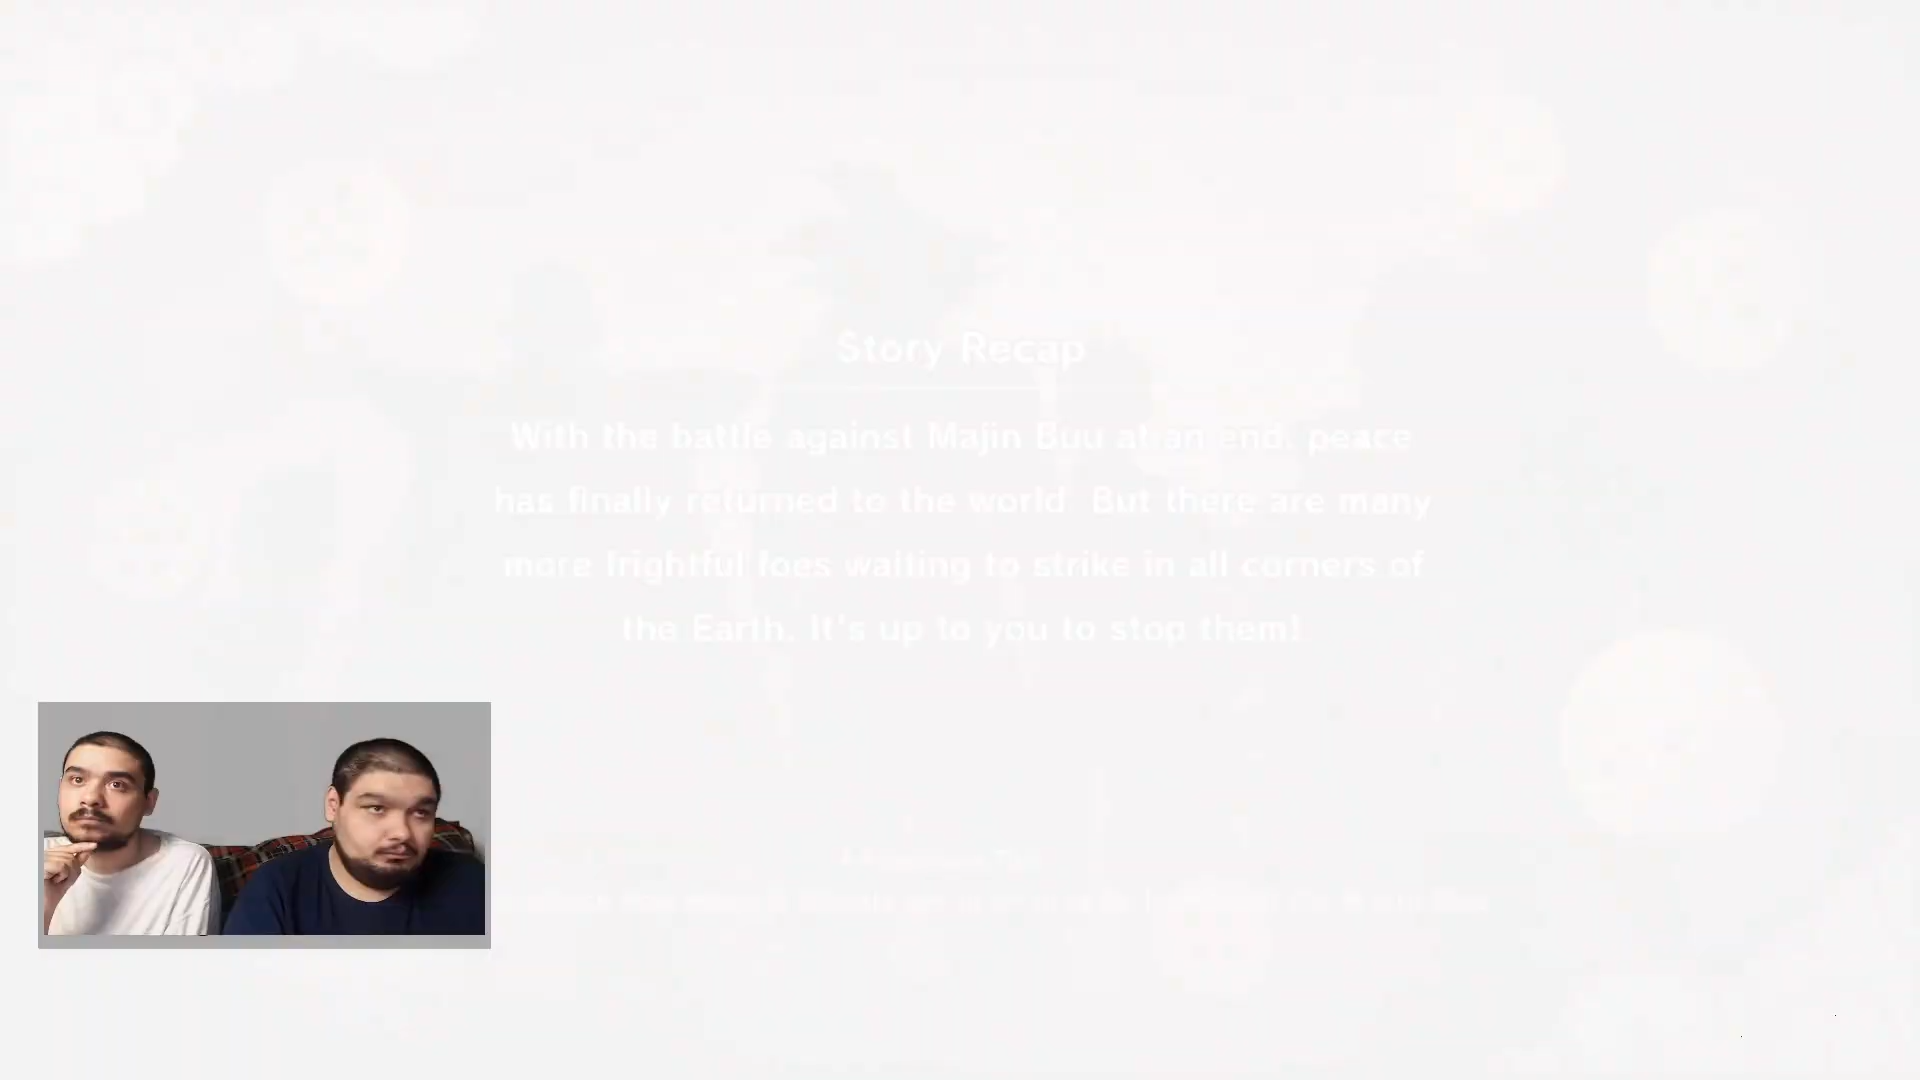 Story Recap
With the battle against Majin Buu at an end, peace
has finally returned to the world. But there are many
more frightful foes waiting to strike in all corners of
the Earth. It's up to you to stop them!